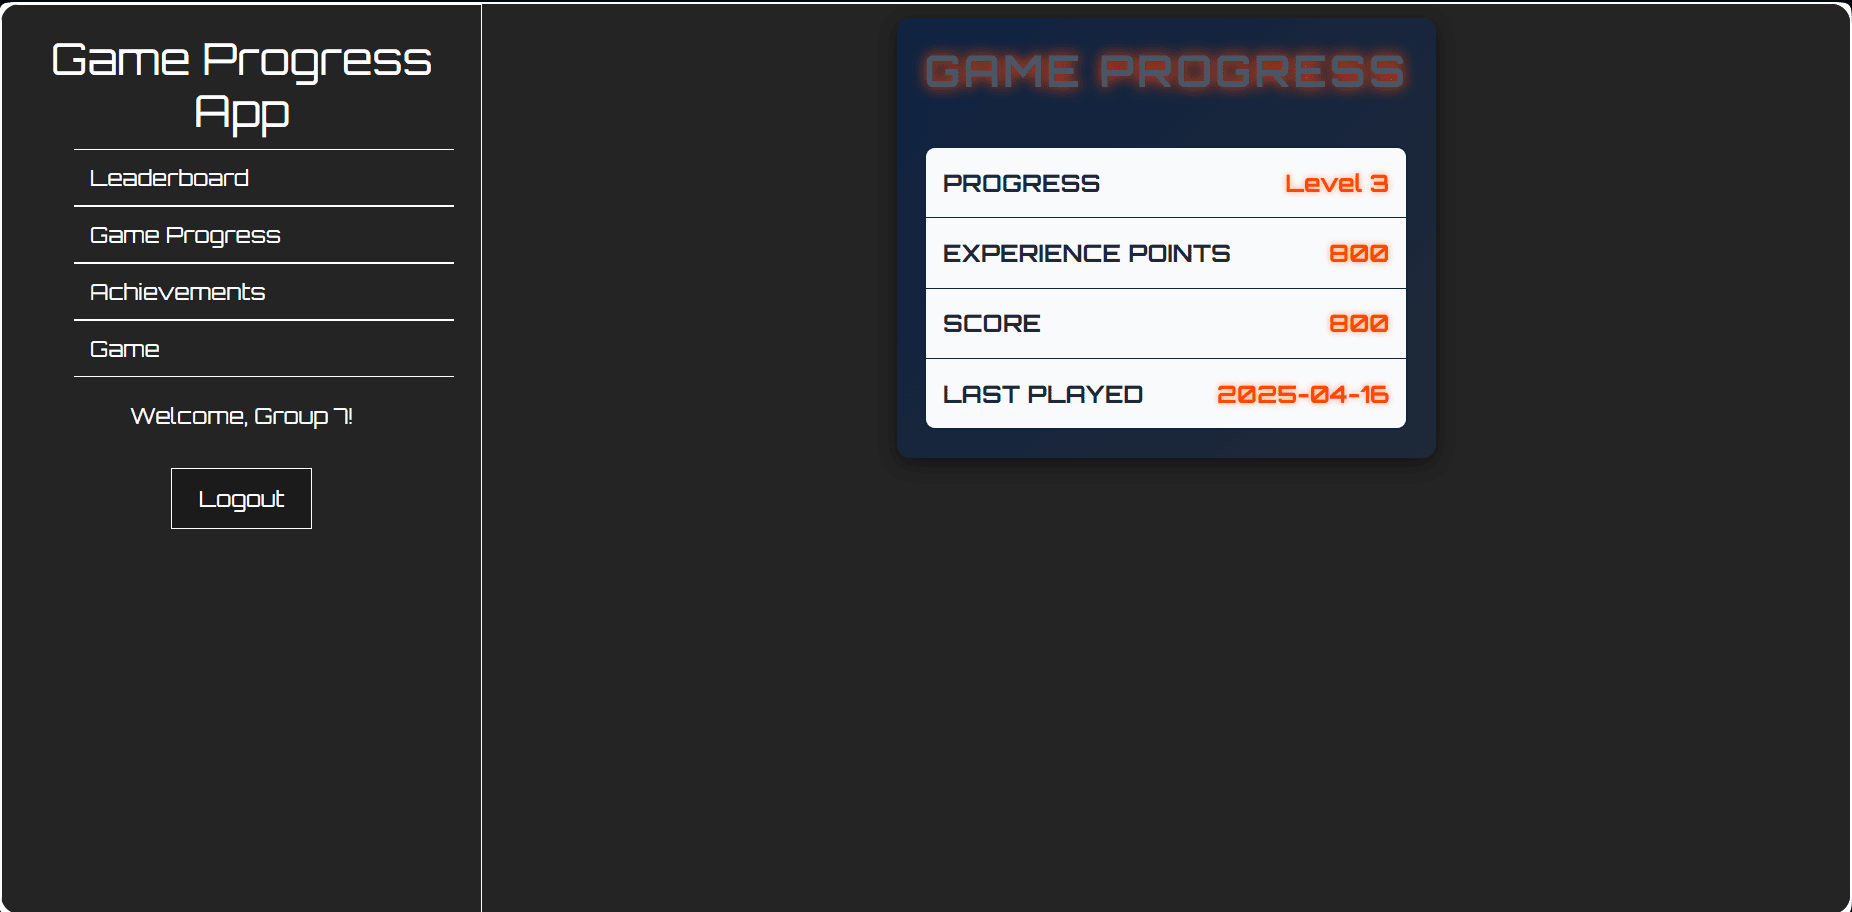 Game Progress
App
Leaderboard
Game Progress
Achievements
Game
Welcome, Group 7!
Logout
GAME PROGRESS
PROGRESS Level 3
EXPERIENCE POINTS 800
SCORE 800
LAST PLAYED 2025-04-16